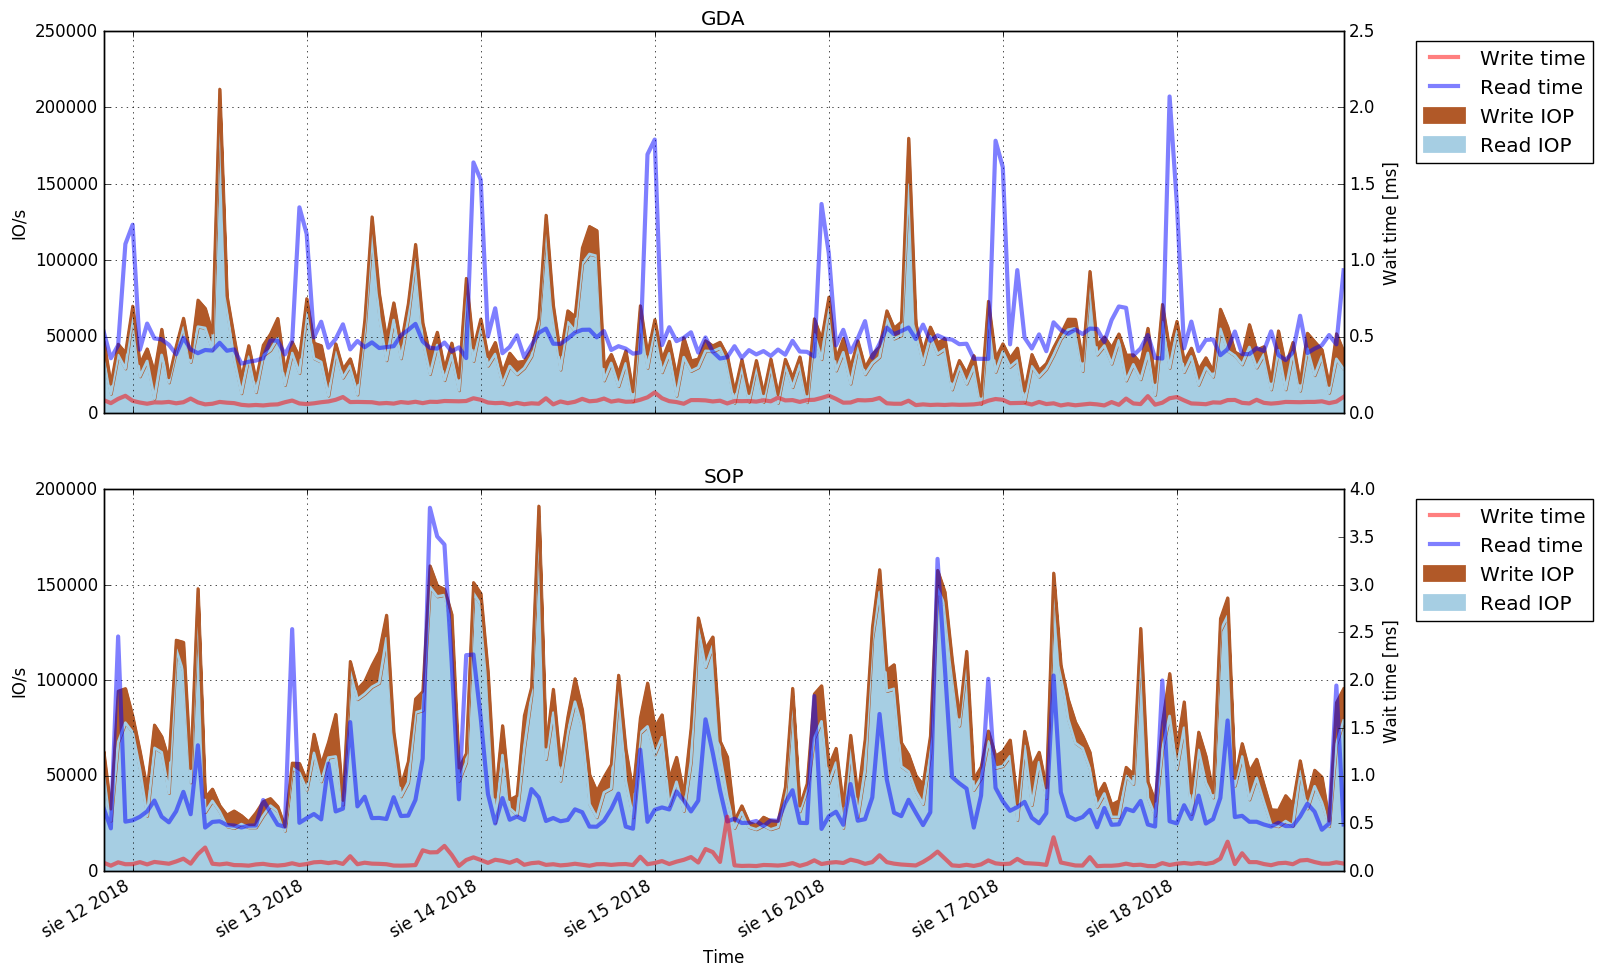 GDA
250000
200000
150000
100000
50000
0
IO/s
2.5
2.0
1.5
1.0
0.5
0.0
Wait time [ms]
Write time
Read time
Write IOP
Read IOP
SOP
200000
150000
100000
50000
0
IO/s
4.0
3.5
3.0
2.5
2.0
1.5
1.0
0.5
0.0
Wait time [ms]
Write time
Read time
Write IOP
Read IOP
sie 12 2018
sie 13 2018
sie 14 2018
sie 15 2018
sie 16 2018
sie 17 2018
sie 18 2018
Time